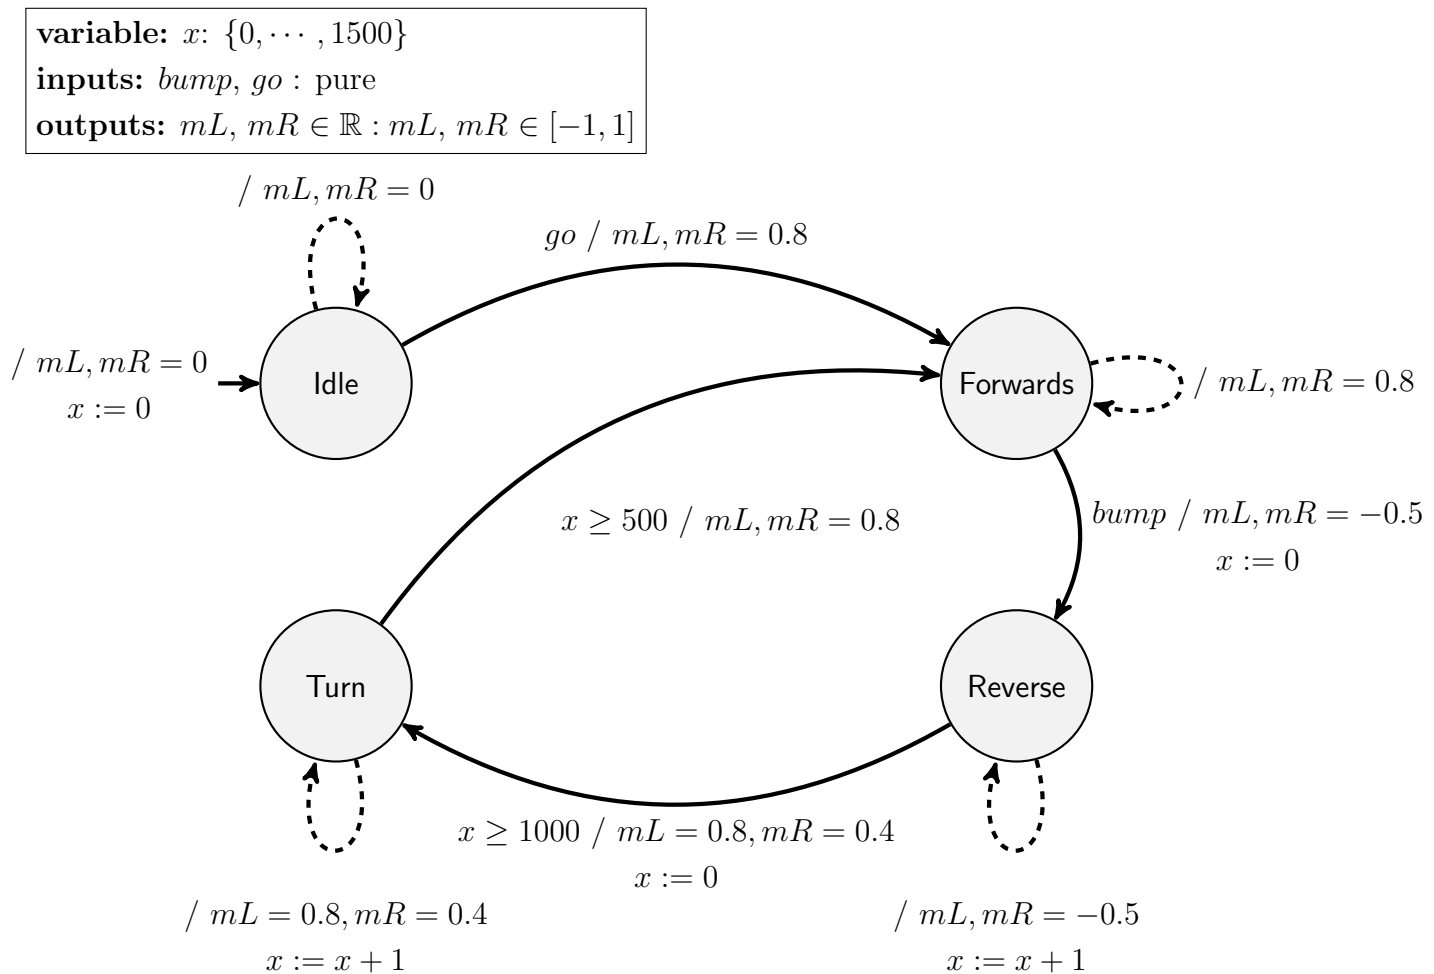 variable: x: {0, ⋯ , 1500}
inputs: bump, go : pure
outputs: mL, mR ∈ ℝ : mL, mR ∈ [−1, 1]
/ mL, mR = 0
go / mL, mR = 0.8
/ mL, mR = 0
x := 0
Idle
Forwards
/ mL, mR = 0.8
x ≥ 500 / mL, mR = 0.8
bump / mL, mR = −0.5
x := 0
Turn
Reverse
x ≥ 1000 / mL = 0.8, mR = 0.4
x := 0
/ mL = 0.8, mR = 0.4
x := x + 1
/ mL, mR = −0.5
x := x + 1